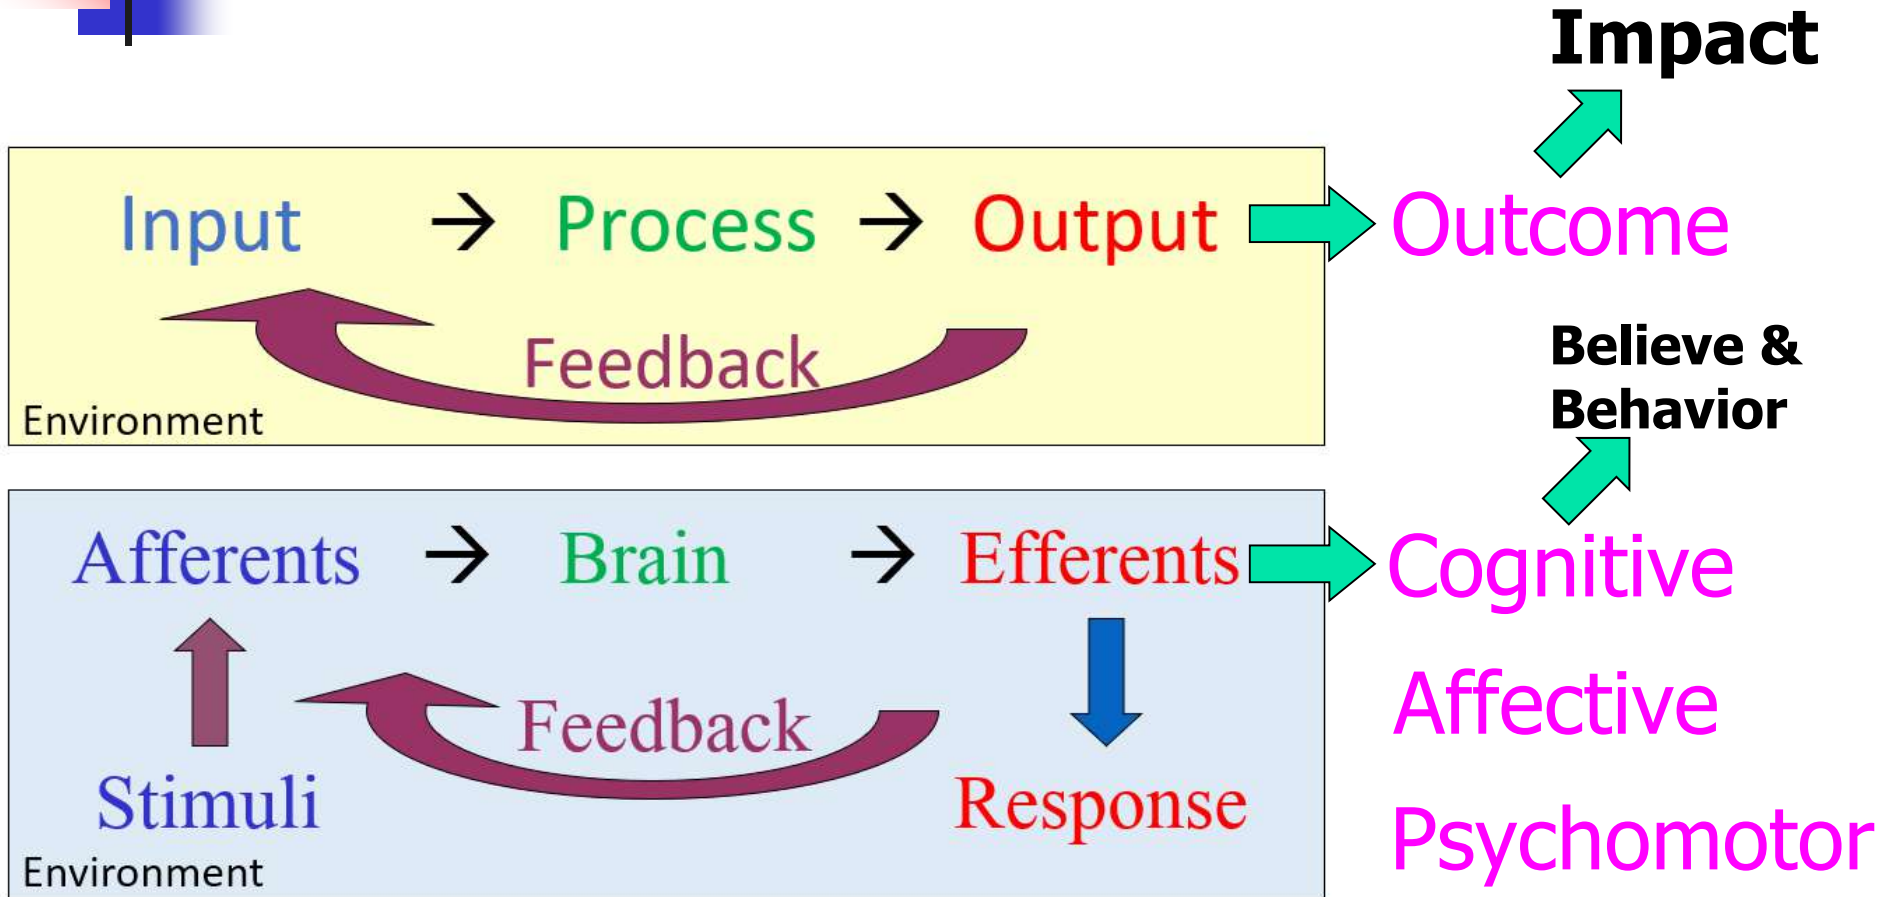 Impact
Input → Process → Output
Outcome
Feedback
Environment
Believe &
Behavior
Afferents → Brain → Efferents
Cognitive
Feedback
Affective
Stimuli
Response
Psychomotor
Environment